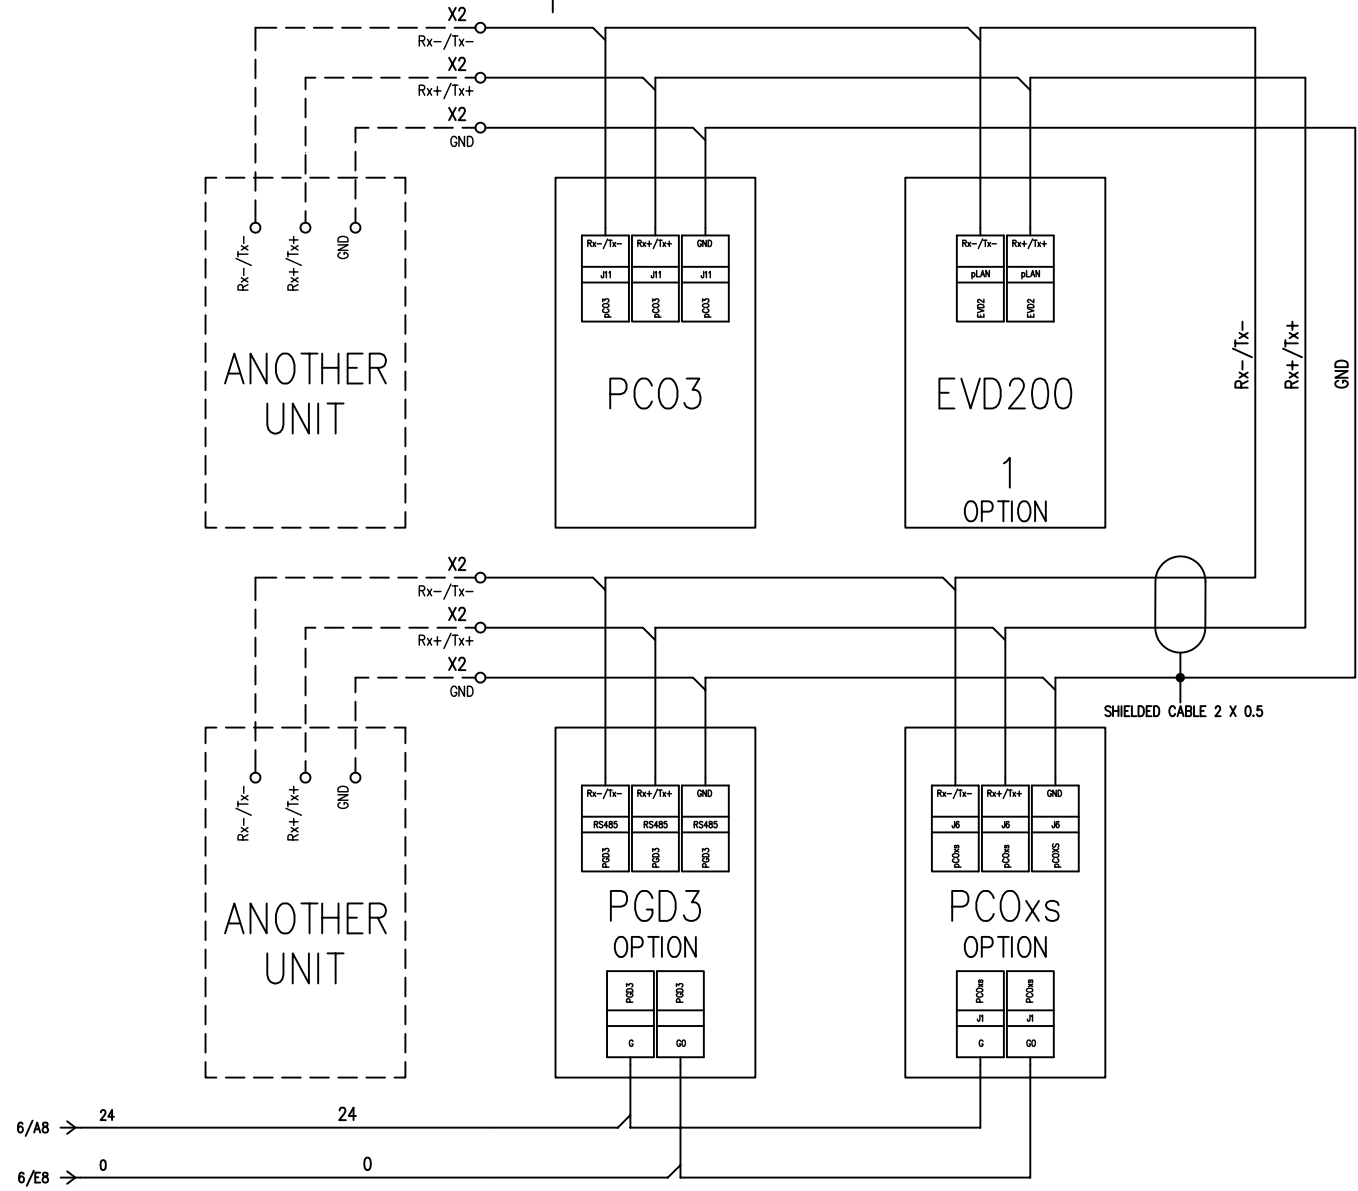 X2
Rx-/Tx-
X2
Rx+/Tx+
X2
GND
Rx-/Tx-
Rx+/Tx+
GND
ANOTHER
UNIT
Rx-/Tx- Rx+/Tx+ GND
J11 J11 J11
pCO3 pCO3 pCO3
PCO3
Rx-/Tx- Rx+/Tx+
pLAN pLAN
EVD2 EVD2
EVD200
1
OPTION
Rx-/Tx-
Rx+/Tx+
GND
X2
Rx-/Tx-
X2
Rx+/Tx+
X2
GND
SHIELDED CABLE 2 X 0.5
Rx-/Tx-
Rx+/Tx+
GND
ANOTHER
UNIT
Rx-/Tx- Rx+/Tx+ GND
RS485 RS485 RS485
PGD3 PGD3 PGD3
PGD3
OPTION
PGD3 PGD3
G G0
Rx-/Tx- Rx+/Tx+ GND
J6 J6 J6
pCOxs pCOxs pCOXS
PCOxs
OPTION
PCOxs PCOxs
J1 J1
G G0
6/A8 24 24
6/E8 0 0